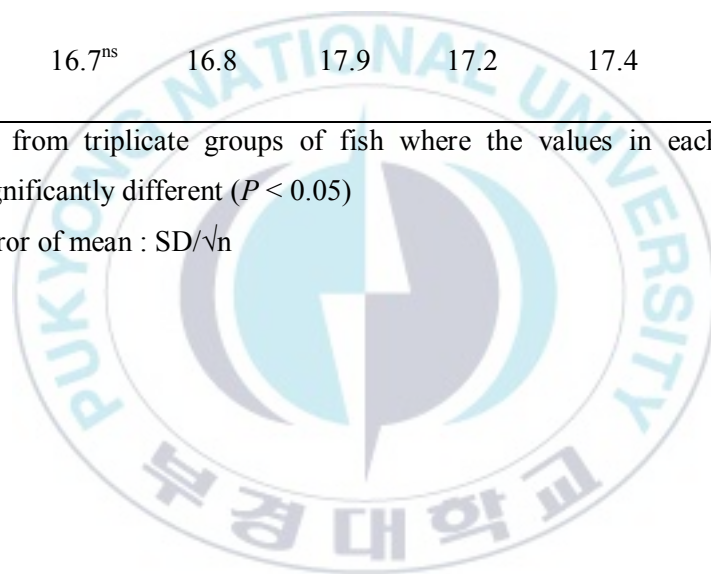 16.7ns 16.8 17.9 17.2 17.4
from triplicate groups of fish where the values in each
gnificantly different (P < 0.05)
ror of mean : SD/√n
PUKYONG NATIONAL UNIVERSITY
부경대학교